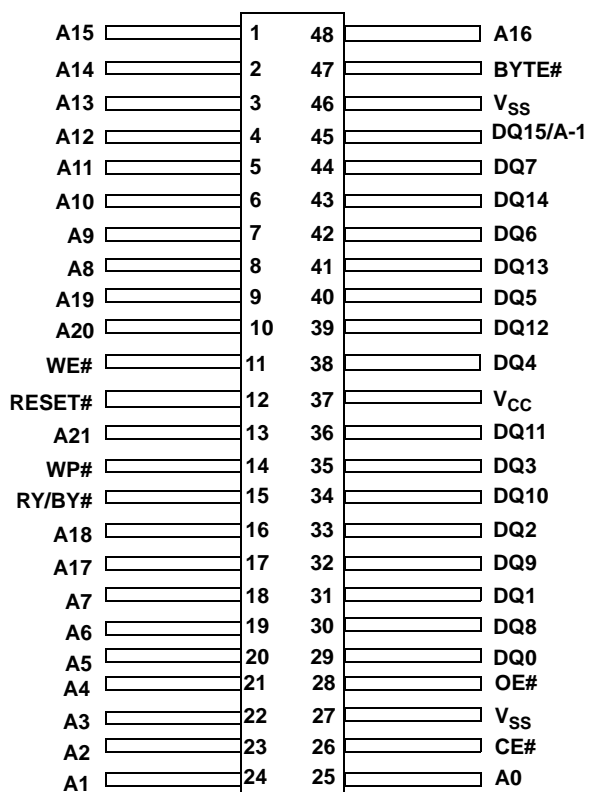 A15 1 48 A16
A14 2 47 BYTE#
A13 3 46 VSS
A12 4 45 DQ15/A-1
A11 5 44 DQ7
A10 6 43 DQ14
A9 7 42 DQ6
A8 8 41 DQ13
A19 9 40 DQ5
A20 10 39 DQ12
WE# 11 38 DQ4
RESET# 12 37 VCC
A21 13 36 DQ11
WP# 14 35 DQ3
RY/BY# 15 34 DQ10
A18 16 33 DQ2
A17 17 32 DQ9
A7 18 31 DQ1
A6 19 30 DQ8
A5 20 29 DQ0
A4 21 28 OE#
A3 22 27 VSS
A2 23 26 CE#
A1 24 25 A0